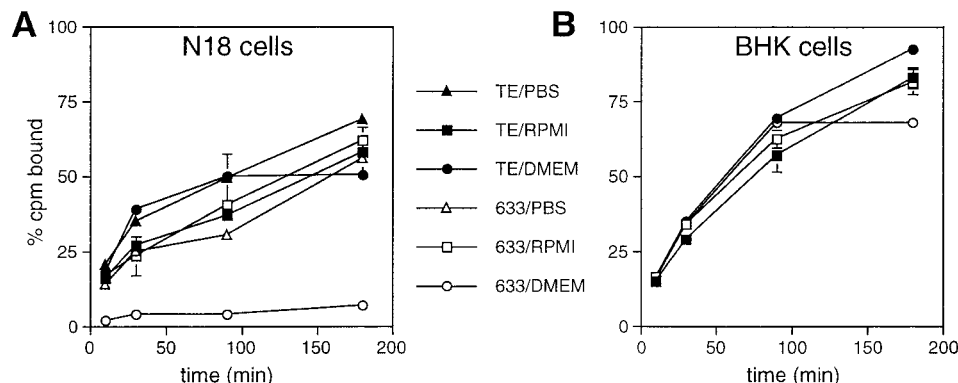 A
N18 cells
100
75
50
25
0
% cpm bound
0 50 100 150 200
time (min)
TE/PBS
TE/RPMI
TE/DMEM
633/PBS
633/RPMI
633/DMEM
B
BHK cells
100
75
50
25
0
0 50 100 150 200
time (min)